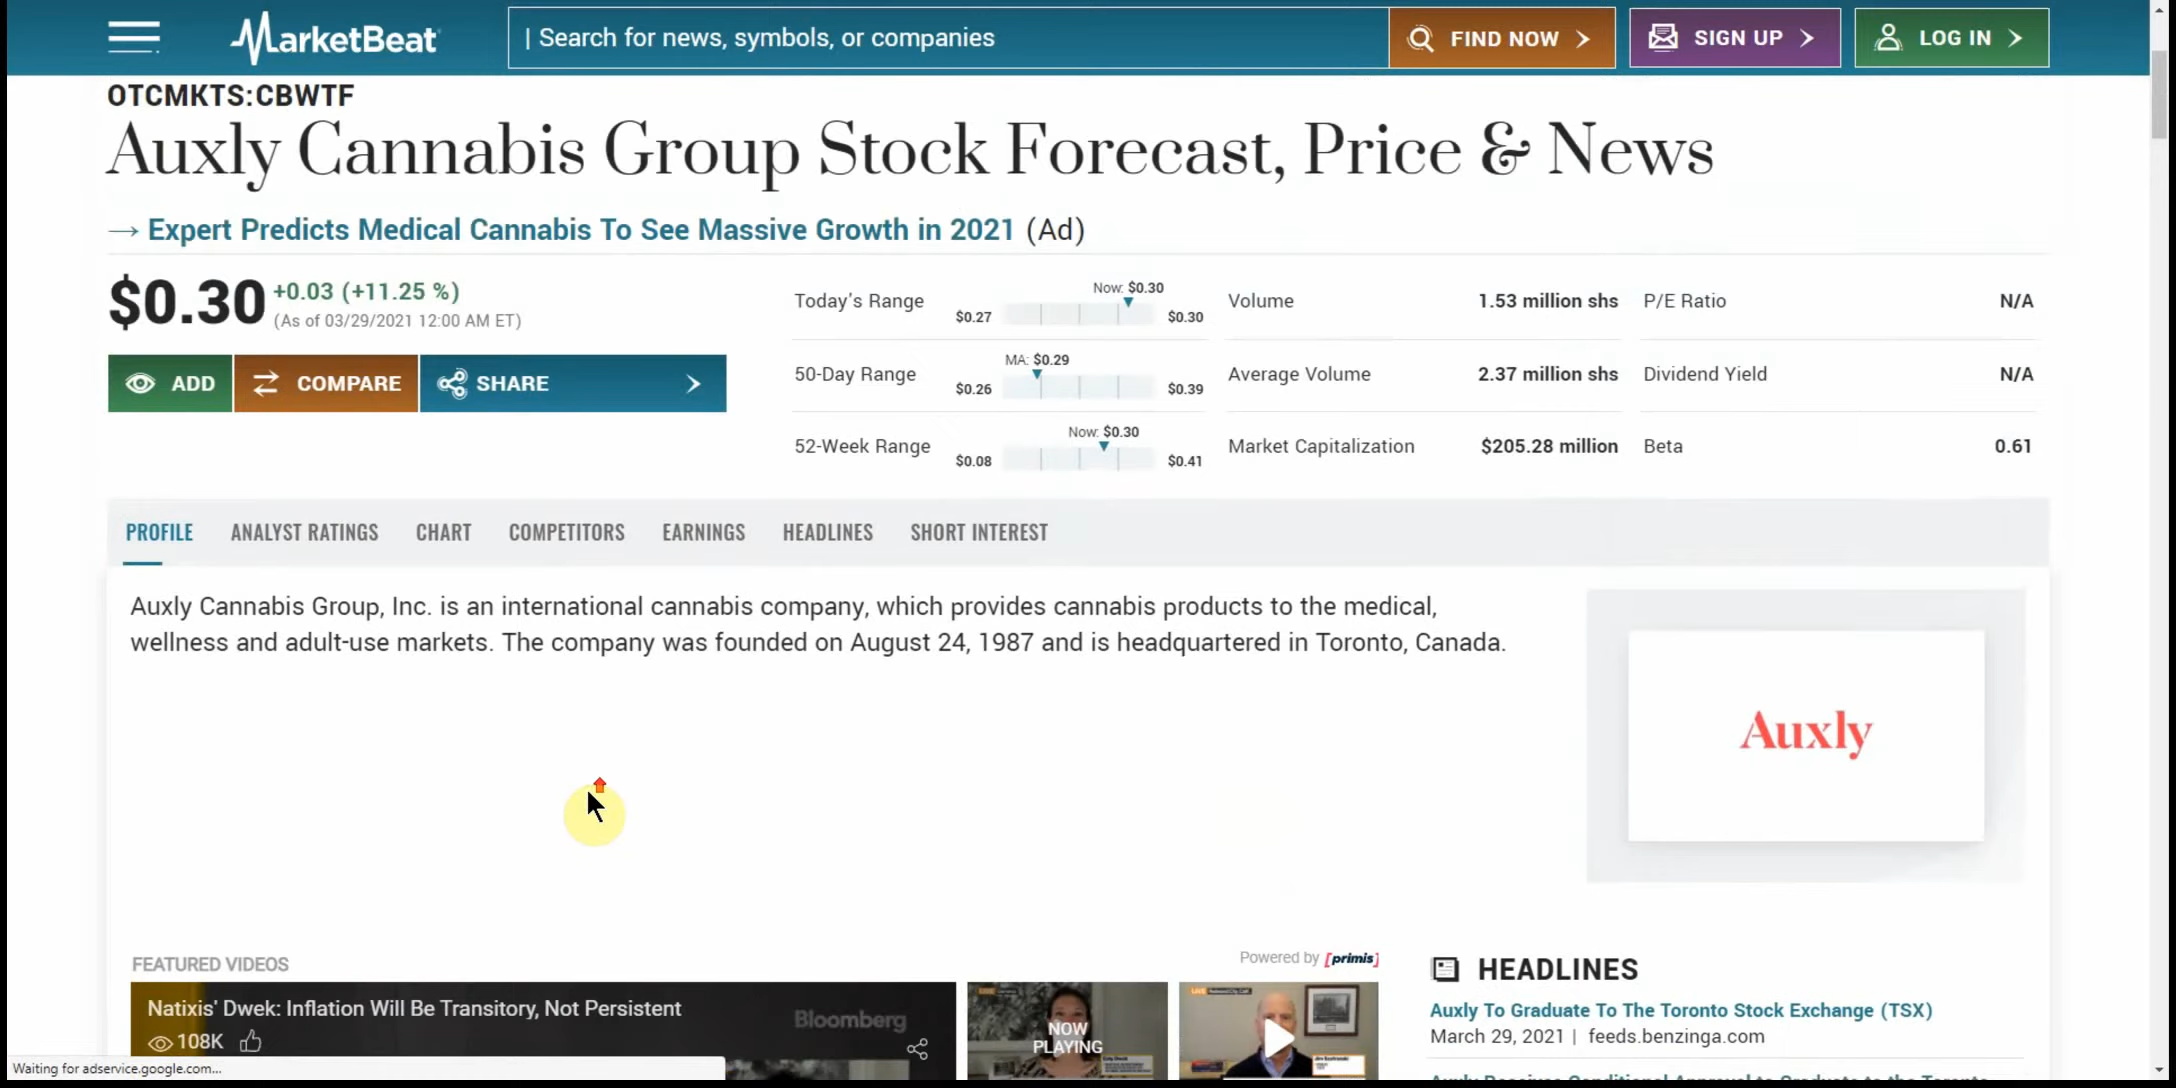 MarketBeat
| Search for news, symbols, or companies
FIND NOW
SIGN UP
LOG IN
OTCMKTS:CBWTF
Auxly Cannabis Group Stock Forecast, Price & News
→ Expert Predicts Medical Cannabis To See Massive Growth in 2021 (Ad)
$0.30 +0.03 (+11.25 %)
(As of 03/29/2021 12:00 AM ET)
ADD
COMPARE
SHARE
Today's Range
Now: $0.30
$0.27
$0.30
50-Day Range
MA: $0.29
$0.26
$0.39
52-Week Range
Now: $0.30
$0.08
$0.41
Volume 1.53 million shs
Average Volume 2.37 million shs
Market Capitalization $205.28 million
P/E Ratio N/A
Dividend Yield N/A
Beta 0.61
PROFILE ANALYST RATINGS CHART COMPETITORS EARNINGS HEADLINES SHORT INTEREST
Auxly Cannabis Group, Inc. is an international cannabis company, which provides cannabis products to the medical,
wellness and adult-use markets. The company was founded on August 24, 1987 and is headquartered in Toronto, Canada.
Auxly
FEATURED VIDEOS
Powered by [primis]
Natixis' Dwek: Inflation Will Be Transitory, Not Persistent
108K
Bloomberg
NOW
PLAYING
HEADLINES
Auxly To Graduate To The Toronto Stock Exchange (TSX)
March 29, 2021 | feeds.benzinga.com
Waiting for adservice.google.com...